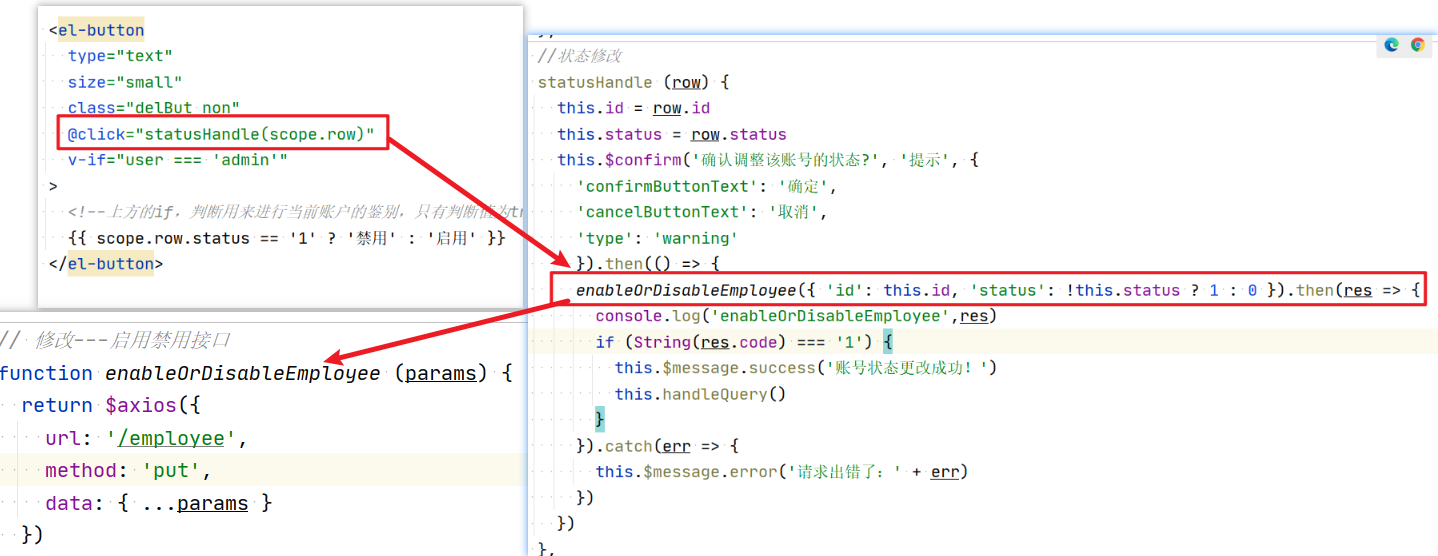 <el-button
type="text"
size="small"
class="delBut non"
@click="statusHandle(scope.row)"
v-if="user === 'admin'"
>
<!--上方的if，判断用来进行当前账户的鉴别，只有判断值为tr
{{ scope.row.status == '1' ? '禁用' : '启用' }}
</el-button>
//状态修改
statusHandle (row) {
this.id = row.id
this.status = row.status
this.$confirm('确认调整该账号的状态?', '提示', {
'confirmButtonText': '确定',
'cancelButtonText': '取消',
'type': 'warning'
}).then(() => {
enableOrDisableEmployee({ 'id': this.id, 'status': !this.status ? 1 : 0 }).then(res => {
console.log('enableOrDisableEmployee',res)
if (String(res.code) === '1') {
this.$message.success('账号状态更改成功！')
this.handleQuery()
}
}).catch(err => {
this.$message.error('请求出错了：' + err)
})
})
},
// 修改---启用禁用接口
function enableOrDisableEmployee (params) {
return $axios({
url: '/employee',
method: 'put',
data: { ...params }
})